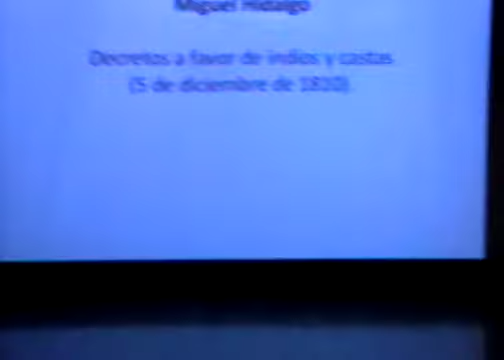 Miguel Hidalgo
Decretos a favor de indios y castas
(5 de diciembre de 1810)